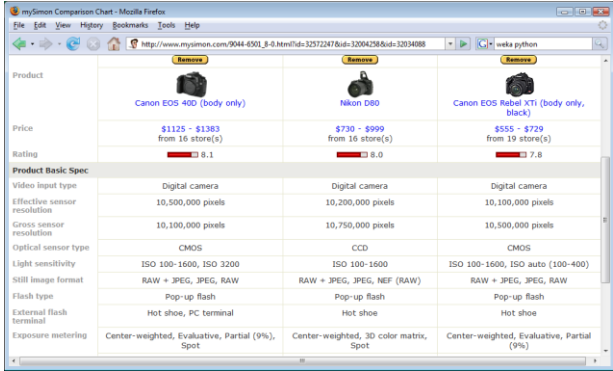 mySimon Comparison Chart - Mozilla Firefox
File Edit View History Bookmarks Tools Help
http://www.mysimon.com/9044-6501_8-0.html?id=32572247&id=32004258&id=32034088 weka python
Remove Remove Remove
Product
Canon EOS 40D (body only) Nikon D80 Canon EOS Rebel XTi (body only, black)
Price $1125 - $1383 $730 - $999 $555 - $729
from 16 store(s) from 16 store(s) from 19 store(s)
Rating 8.1 8.0 7.8
Product Basic Spec
Video input type Digital camera Digital camera Digital camera
Effective sensor resolution 10,500,000 pixels 10,200,000 pixels 10,100,000 pixels
Gross sensor resolution 10,100,000 pixels 10,750,000 pixels 10,500,000 pixels
Optical sensor type CMOS CCD CMOS
Light sensitivity ISO 100-1600, ISO 3200 ISO 100-1600 ISO 100-1600, ISO auto (100-400)
Still image format RAW + JPEG, JPEG, RAW RAW + JPEG, JPEG, NEF (RAW) RAW + JPEG, JPEG, RAW
Flash type Pop-up flash Pop-up flash Pop-up flash
External flash terminal Hot shoe, PC terminal Hot shoe Hot shoe
Exposure metering Center-weighted, Evaluative, Partial (9%), Spot Center-weighted, 3D color matrix, Spot Center-weighted, Evaluative, Partial (9%)